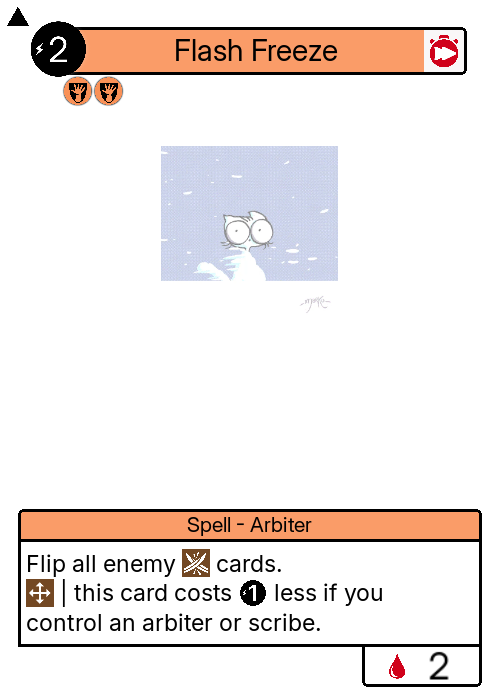 2
Flash Freeze
Spell - Arbiter
Flip all enemy cards.
| this card costs 1 less if you
control an arbiter or scribe.
2